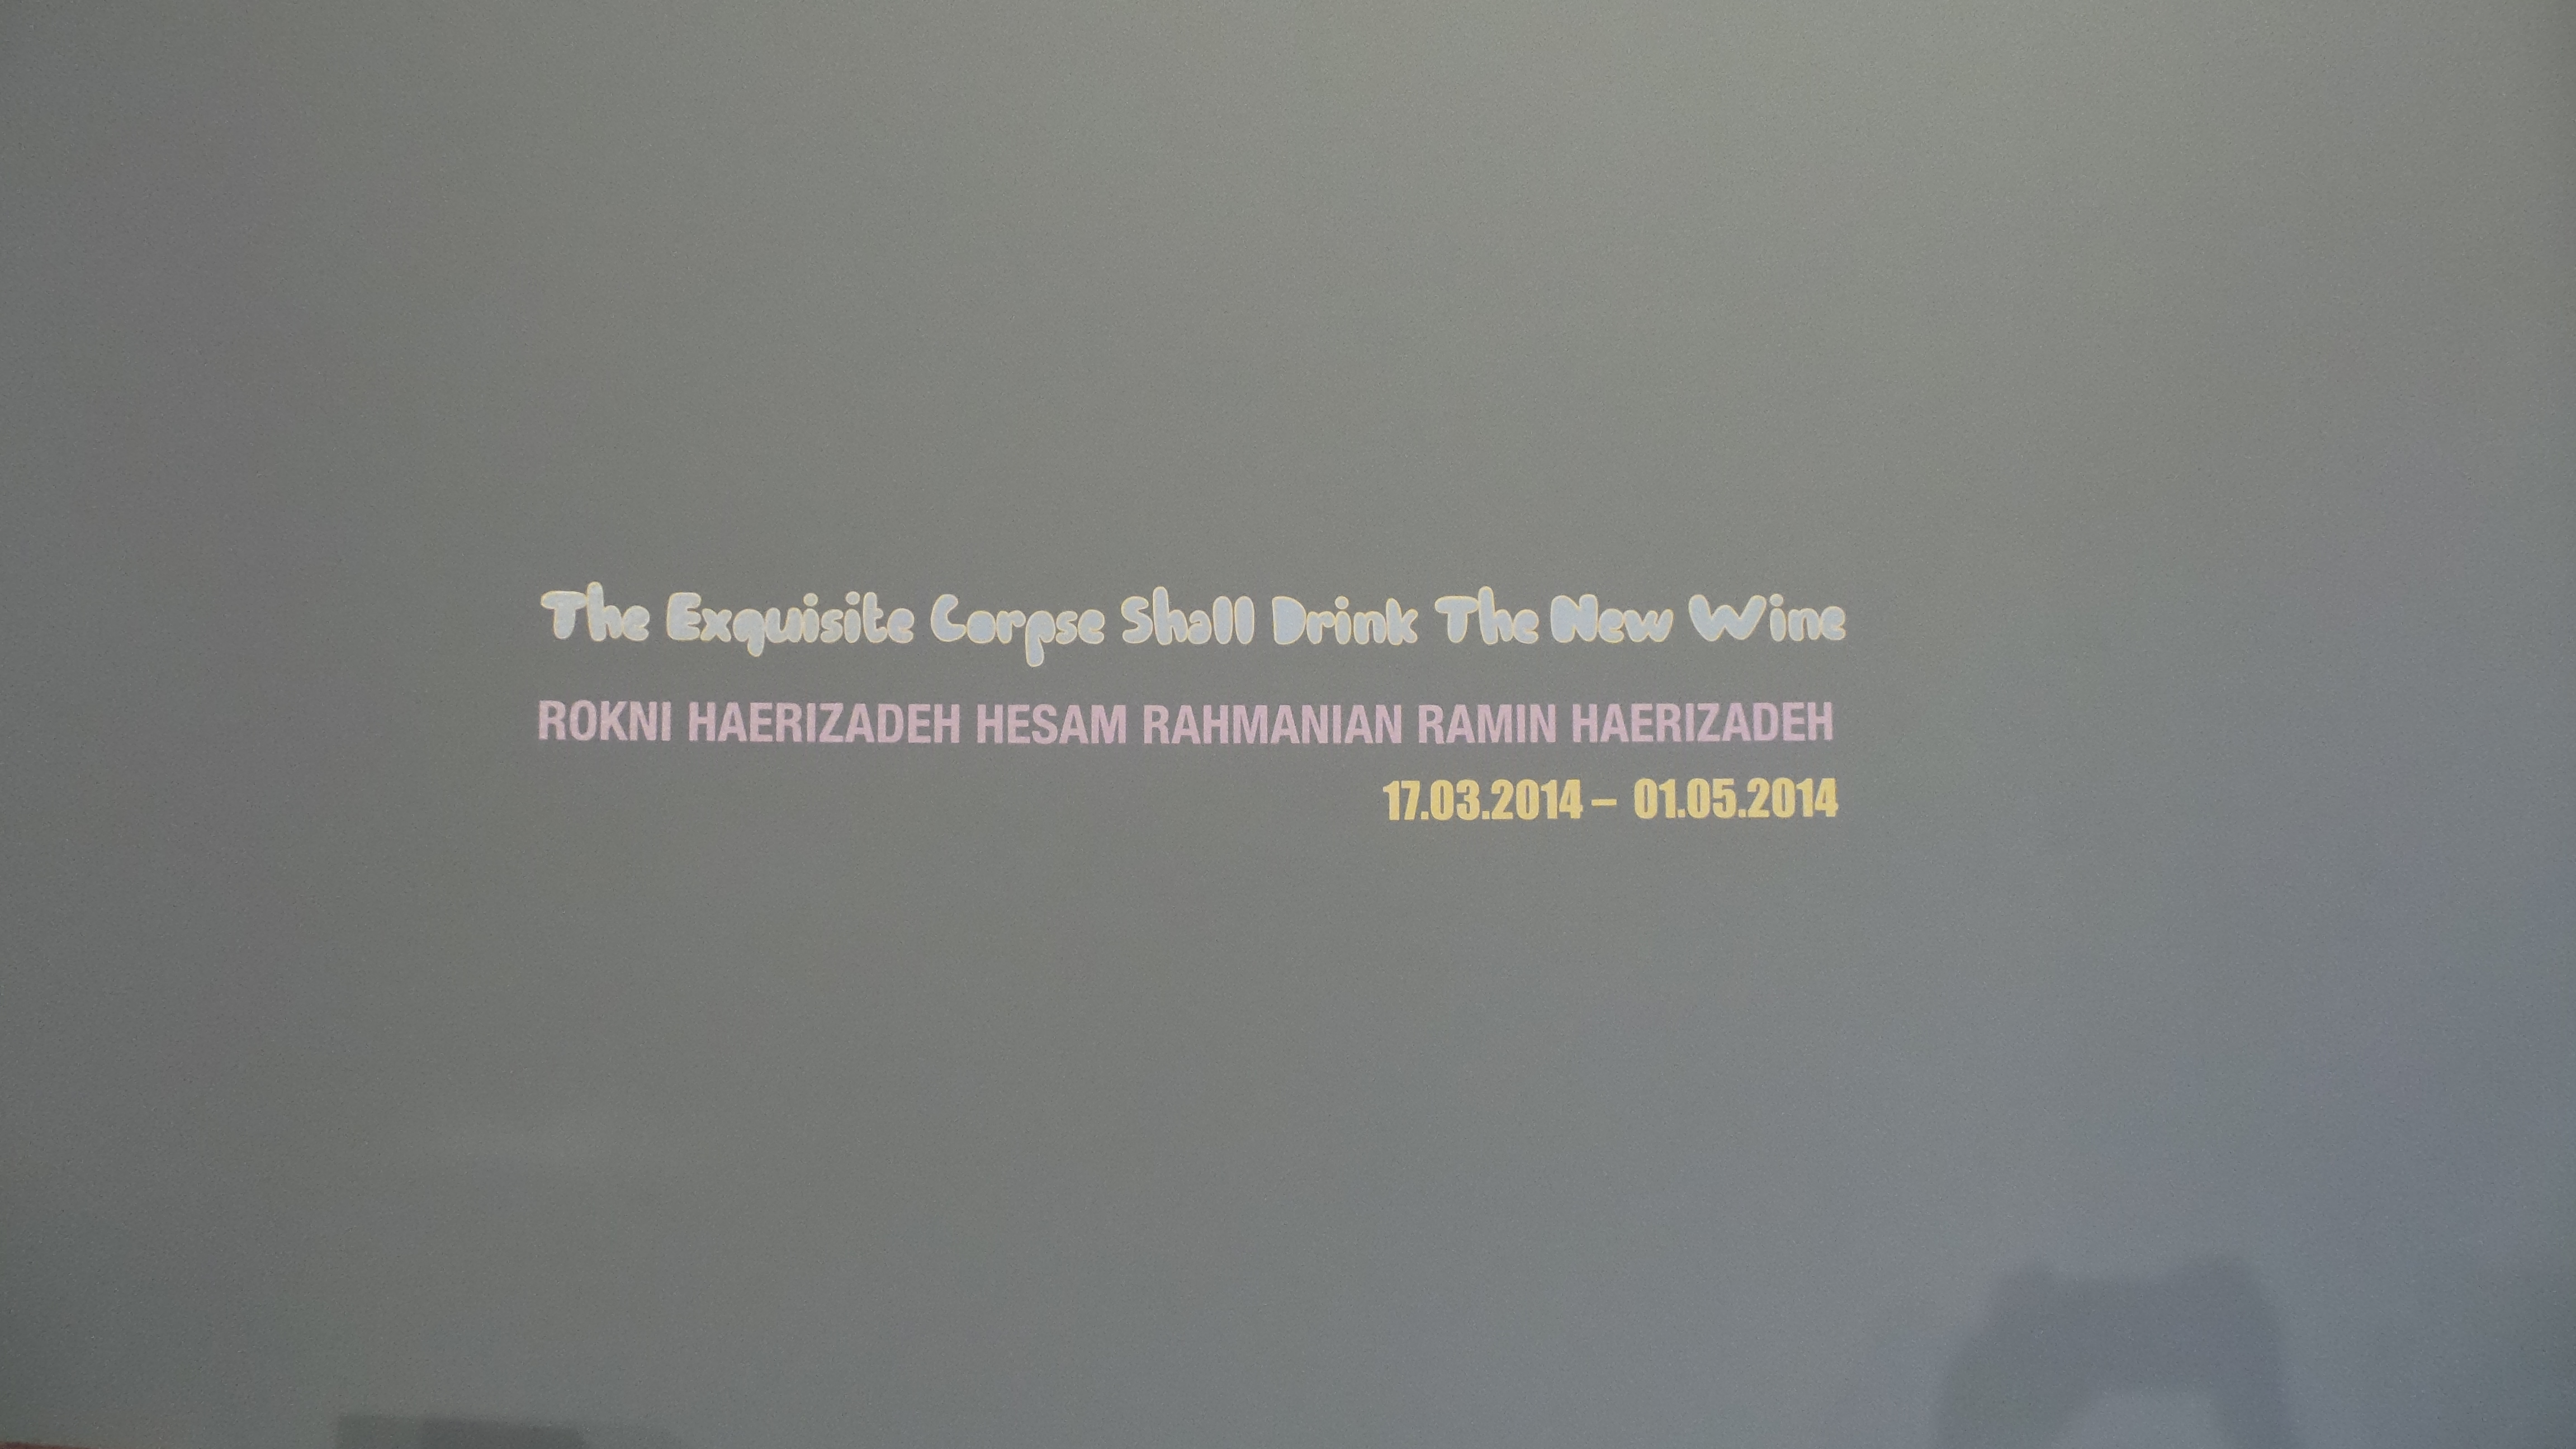 The Exquisite Corpse Shall Drink The New Wine
ROKNI HAERIZADEH HESAM RAHMANIAN RAMIN HAERIZADEH
17.03.2014 – 01.05.2014